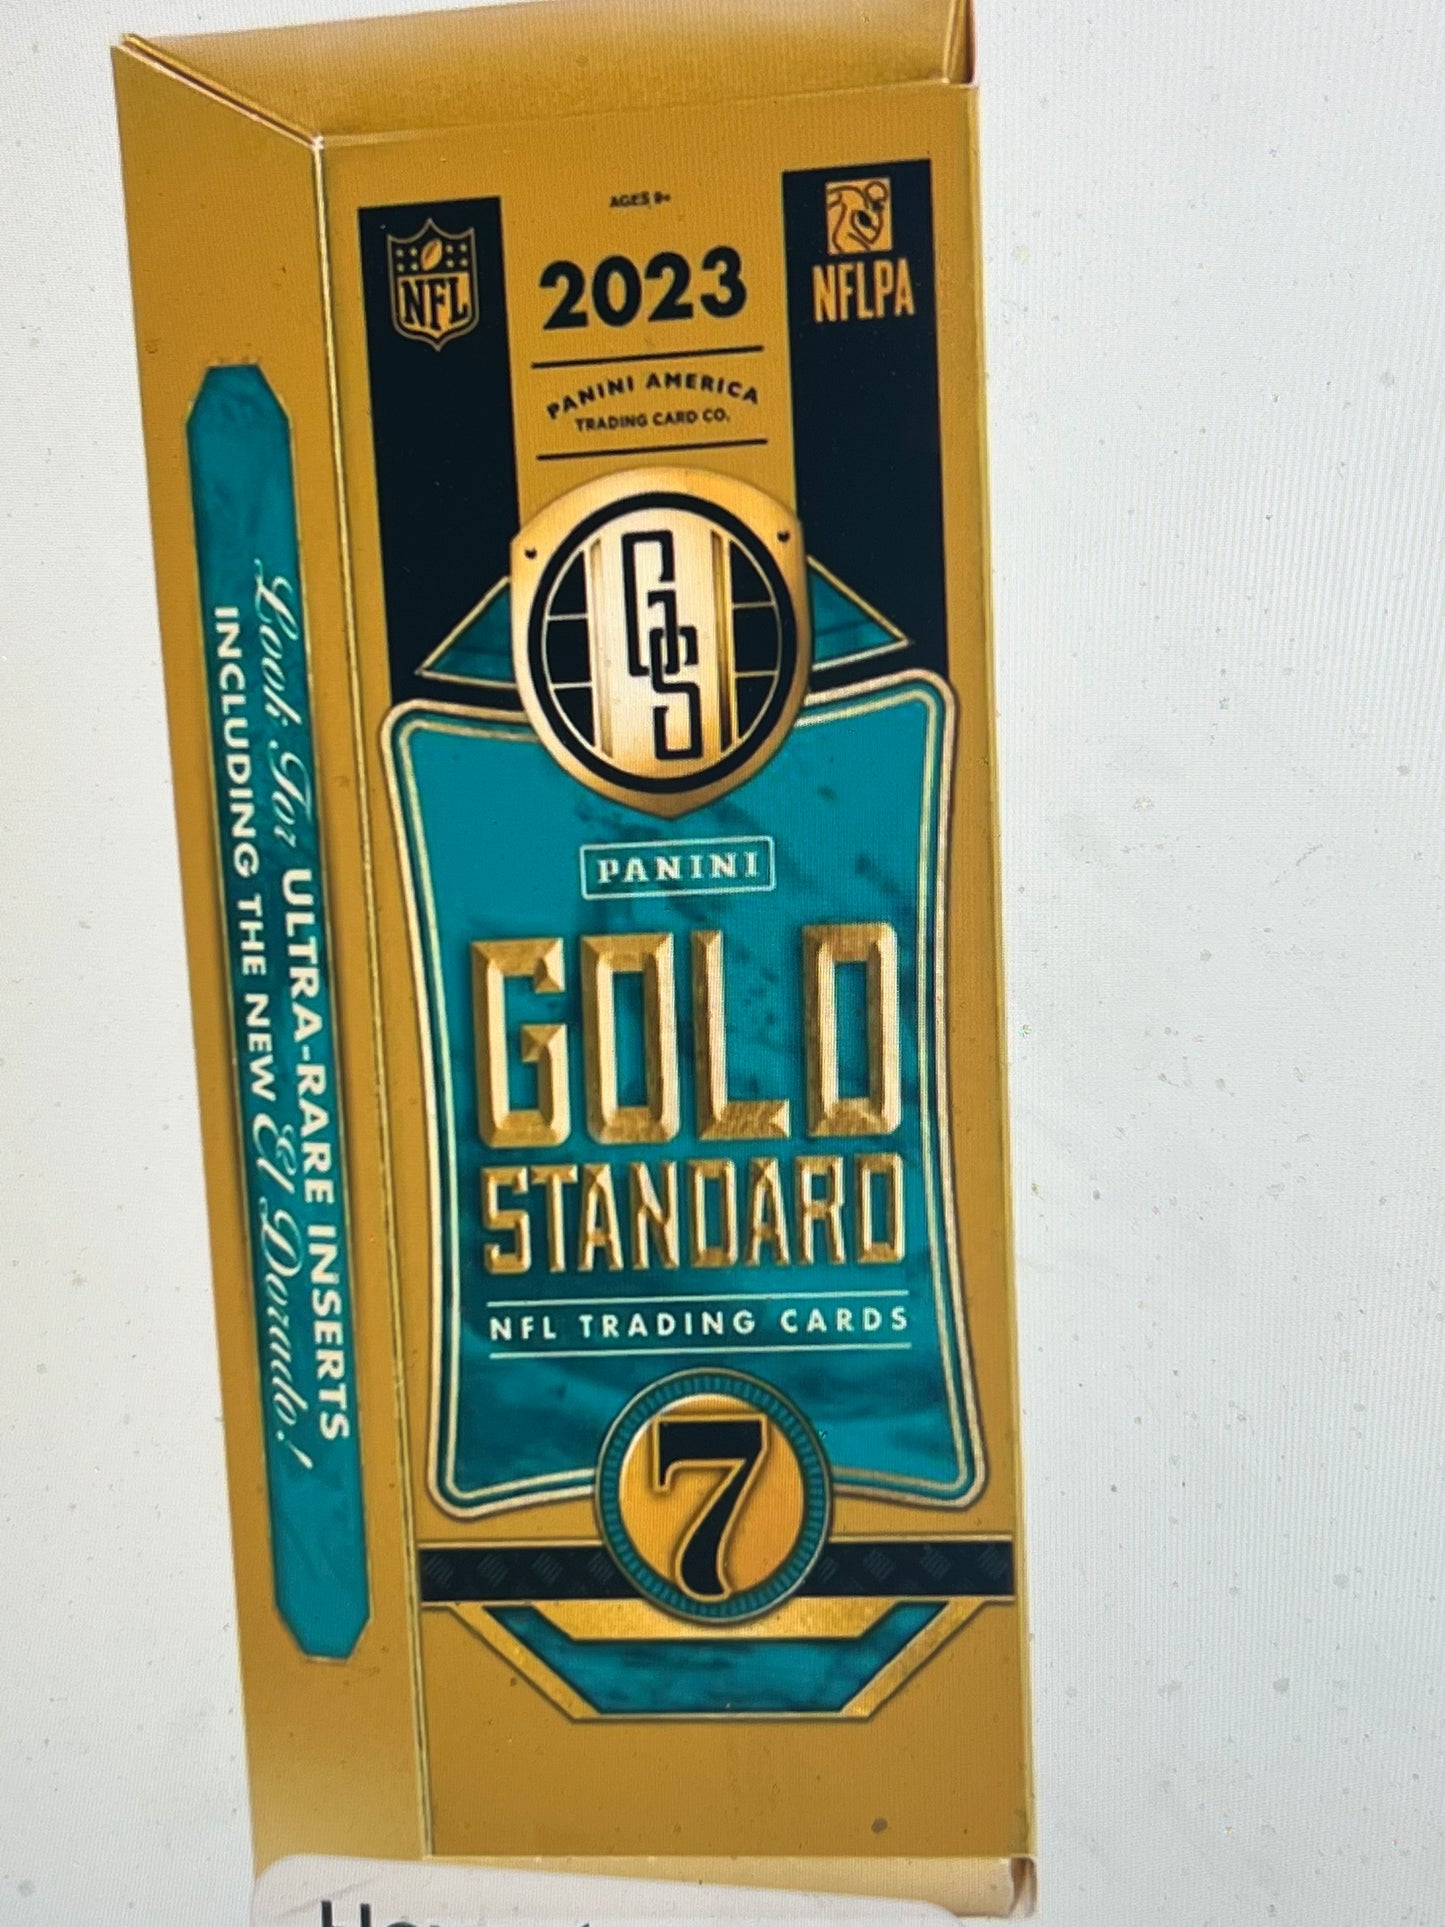 AGES 9+
NFL
2023
NFLPA
PANINI AMERICA
TRADING CARD CO.
GS
PANINI
GOLD
STANDARD
NFL TRADING CARDS
7
Look For ULTRA-RARE INSERTS
INCLUDING THE NEW El Dorado!